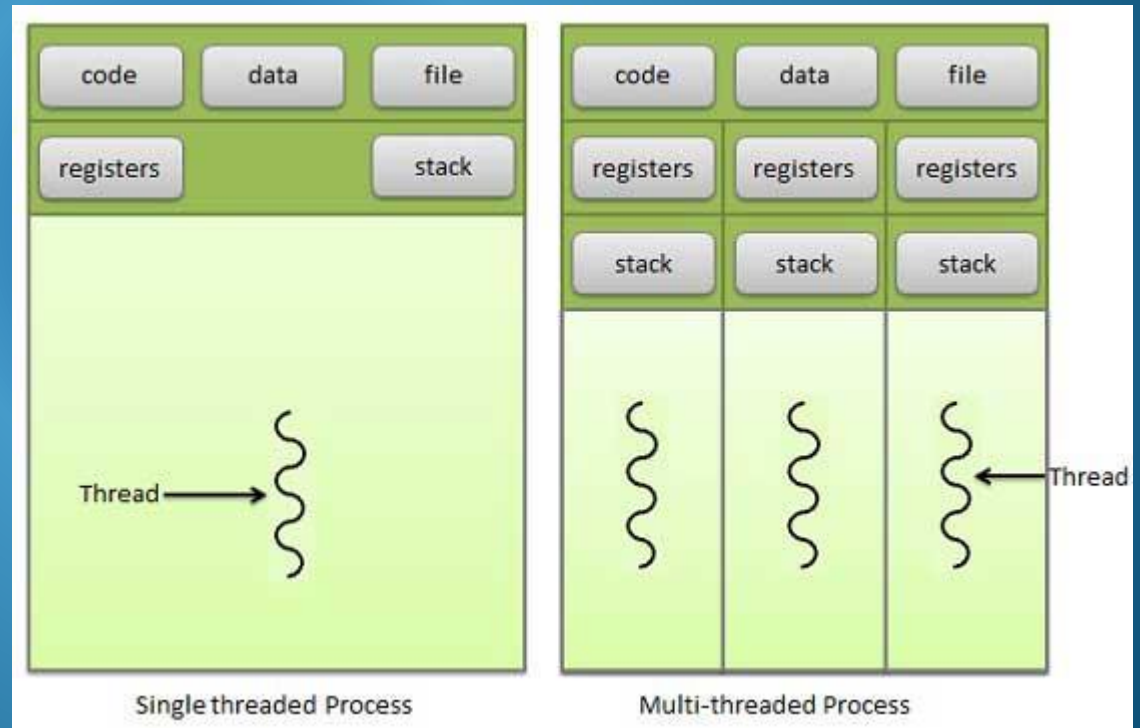 code data file
registers stack
Thread
Single threaded Process
code data file
registers registers registers
stack stack stack
Thread
Multi-threaded Process